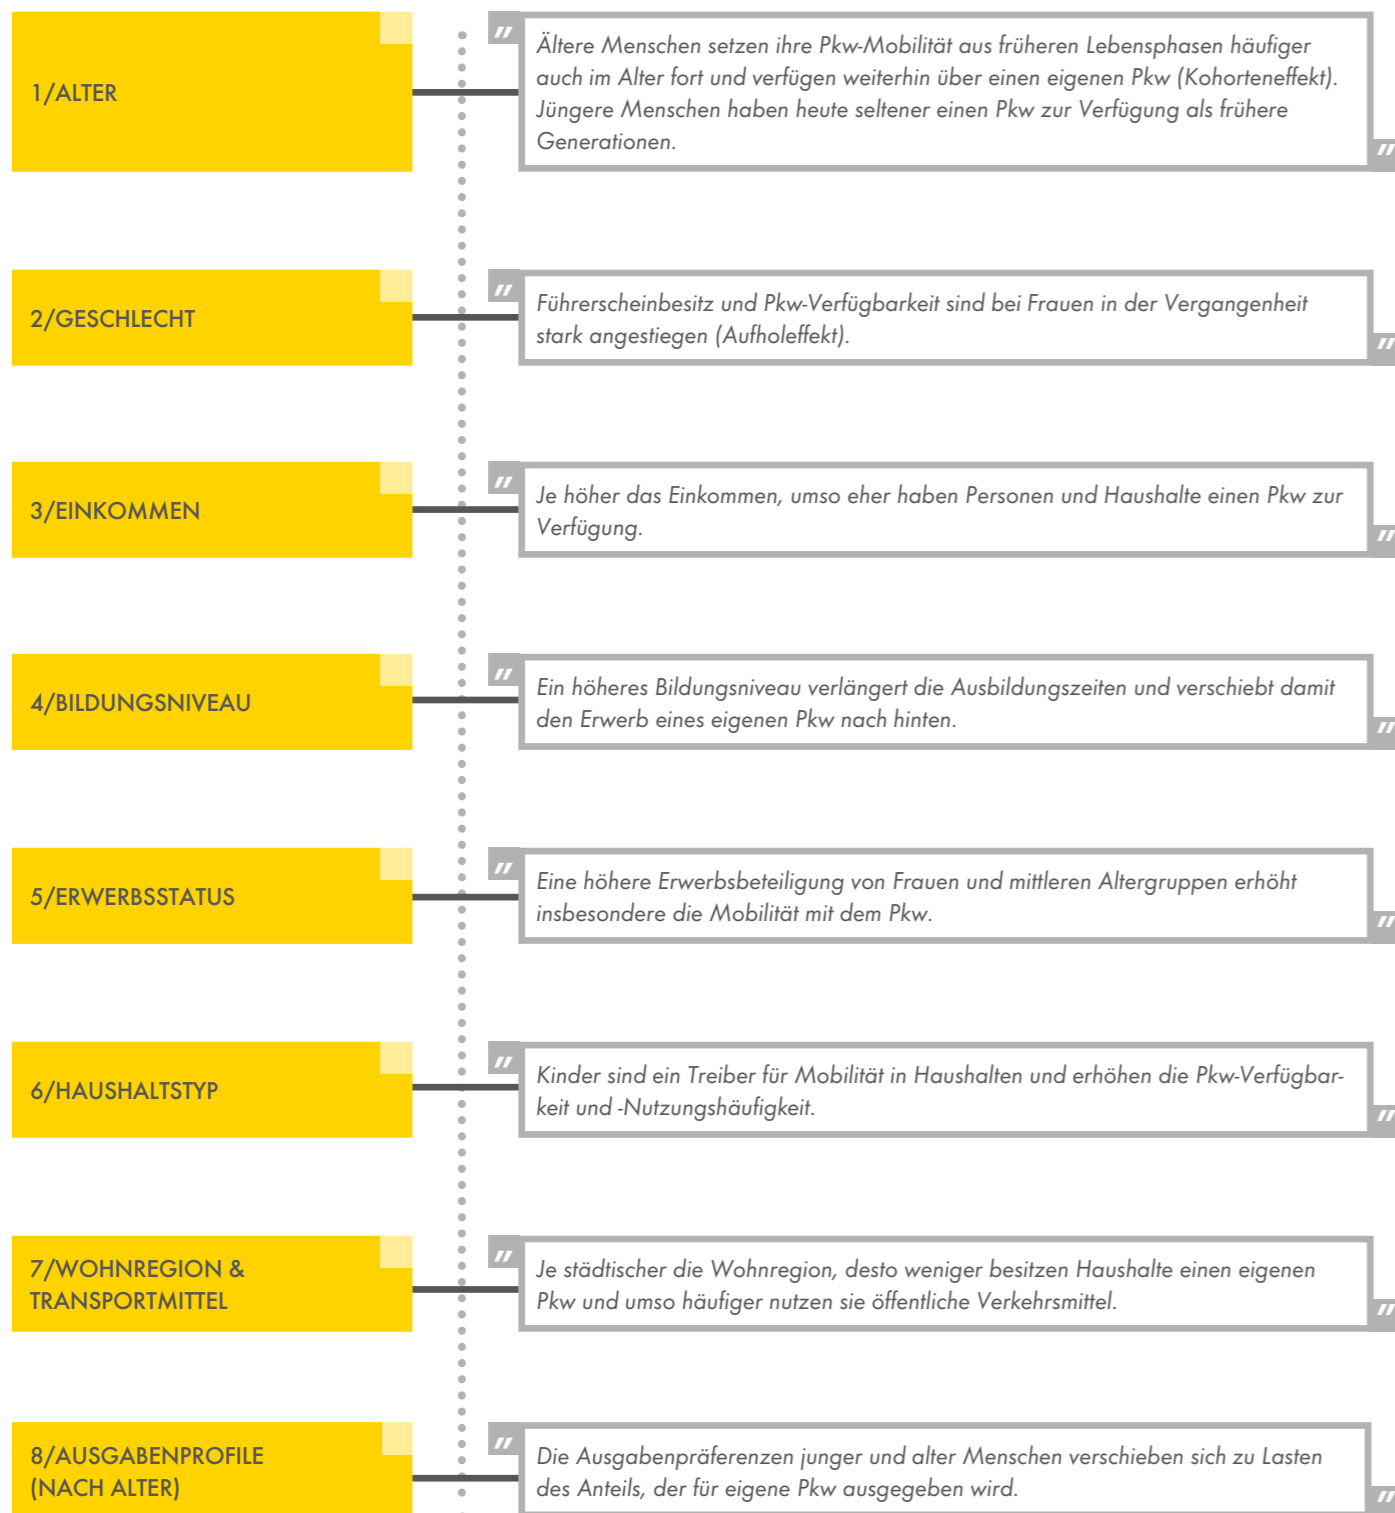 1/ALTER
Ältere Menschen setzen ihre Pkw-Mobilität aus früheren Lebensphasen häufiger
auch im Alter fort und verfügen weiterhin über einen eigenen Pkw (Kohorteneffekt).
Jüngere Menschen haben heute seltener einen Pkw zur Verfügung als frühere
Generationen.
2/GESCHLECHT
Führerscheinbesitz und Pkw-Verfügbarkeit sind bei Frauen in der Vergangenheit
stark angestiegen (Aufholeffekt).
3/EINKOMMEN
Je höher das Einkommen, umso eher haben Personen und Haushalte einen Pkw zur
Verfügung.
4/BILDUNGSNIVEAU
Ein höheres Bildungsniveau verlängert die Ausbildungszeiten und verschiebt damit
den Erwerb eines eigenen Pkw nach hinten.
5/ERWERBSSTATUS
Eine höhere Erwerbsbeteiligung von Frauen und mittleren Altergruppen erhöht
insbesondere die Mobilität mit dem Pkw.
6/HAUSHALTSTYP
Kinder sind ein Treiber für Mobilität in Haushalten und erhöhen die Pkw-Verfügbar-
keit und -Nutzungshäufigkeit.
7/WOHNREGION &
TRANSPORTMITTEL
Je städtischer die Wohnregion, desto weniger besitzen Haushalte einen eigenen
Pkw und umso häufiger nutzen sie öffentliche Verkehrsmittel.
8/AUSGABENPROFILE
(NACH ALTER)
Die Ausgabenpräferenzen junger und alter Menschen verschieben sich zu Lasten
des Anteils, der für eigene Pkw ausgegeben wird.